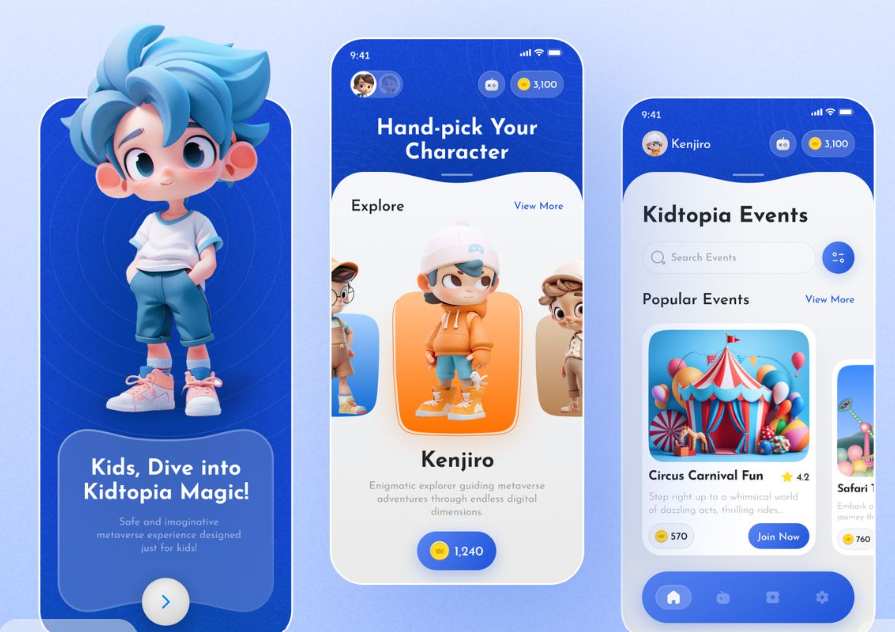 Kids, Dive into
Kidtopia Magic!
Safe and imaginative
metaverse experience designed
just for kids!
9:41
3,100
Hand-pick Your
Character
Explore
View More
Kenjiro
Enigmatic explorer guiding metaverse
adventures through endless digital
dimensions.
1,240
9:41
Kenjiro
3,100
Kidtopia Events
Search Events
Popular Events
View More
Circus Carnival Fun
4.2
Step right up to a whimsical world
of dazzling acts, thrilling rides...
570
Join Now
Safari
Embark
journey
760